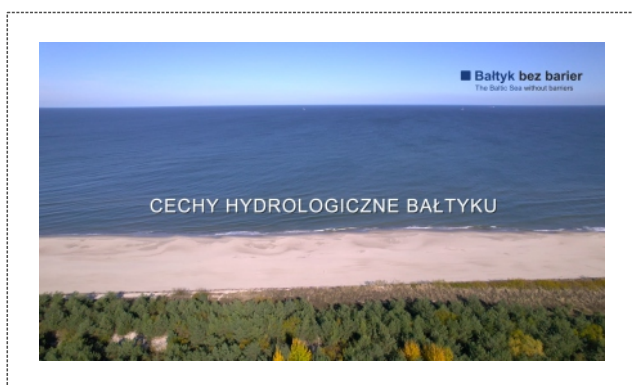 Bałtyk bez barier
The Baltic Sea without barriers
CECHY HYDROLOGICZNE BAŁTYKU